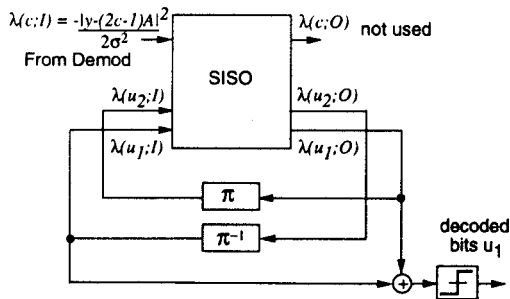 λ(c;I) = -|y-(2c-1)A|²
2σ²
From Demod
λ(c;O)
not used
SISO
λ(u₂;I)
λ(u₂;O)
λ(u₁;I)
λ(u₁;O)
π
π⁻¹
decoded
bits u₁
+